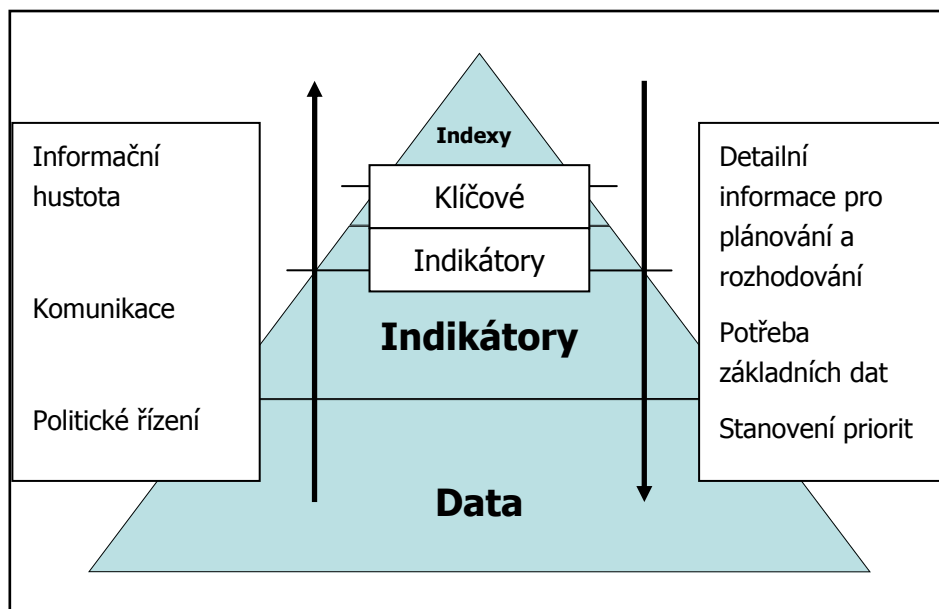 Indexy
Klíčové
Indikátory
Indikátory
Data
Informační
hustota
Komunikace
Politické řízení
Detailní
informace pro
plánování a
rozhodování
Potřeba
základních dat
Stanovení priorit